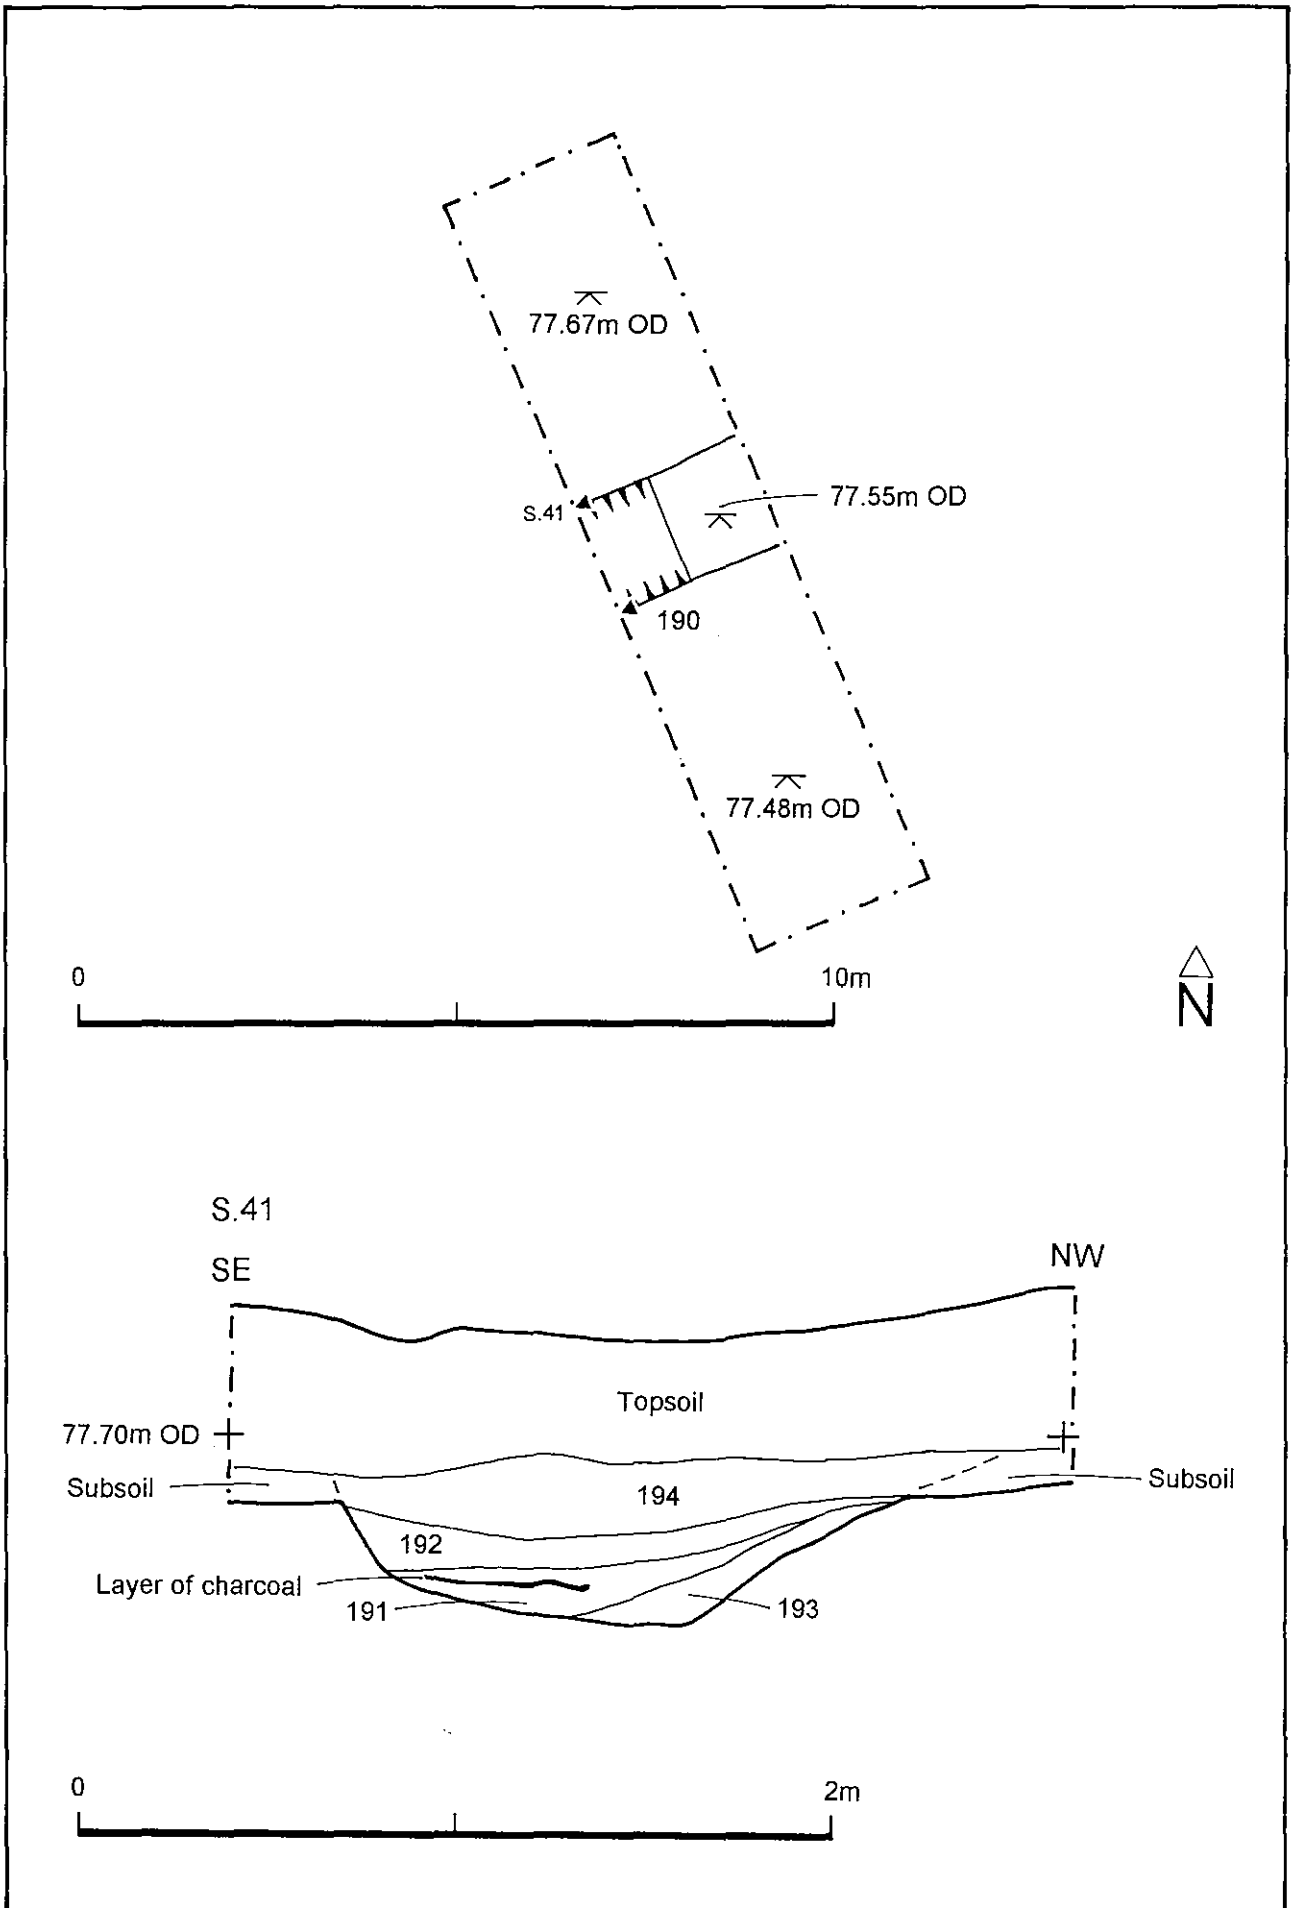 77.67m OD
77.55m OD
S.41
190
77.48m OD
0 10m
N
S.41
SE NW
Topsoil
77.70m OD
Subsoil 194 Subsoil
192
Layer of charcoal
191 193
0 2m